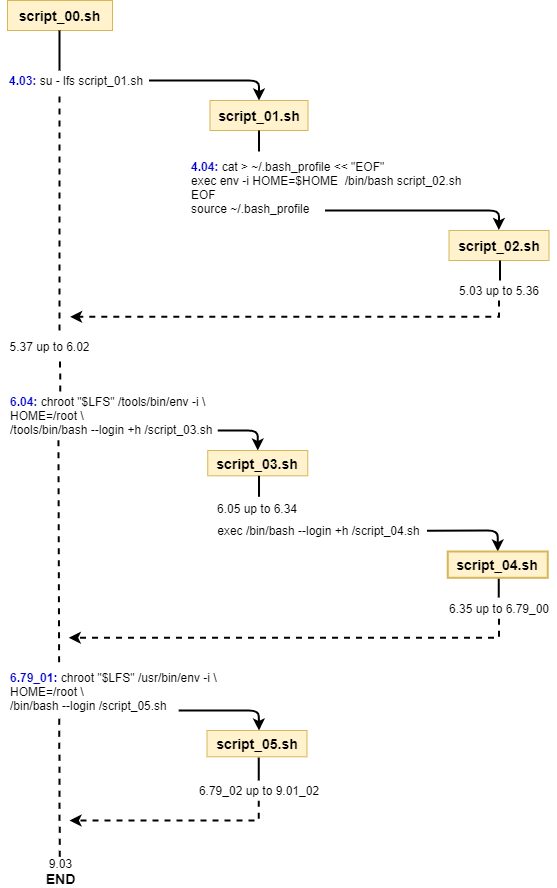 script_00.sh
4.03: su - lfs script_01.sh
script_01.sh
4.04: cat > ~/.bash_profile << "EOF"
exec env -i HOME=$HOME /bin/bash script_02.sh
EOF
source ~/.bash_profile
script_02.sh
5.03 up to 5.36
5.37 up to 6.02
6.04: chroot "$LFS" /tools/bin/env -i \
HOME=/root \
/tools/bin/bash --login +h /script_03.sh
script_03.sh
6.05 up to 6.34
exec /bin/bash --login +h /script_04.sh
script_04.sh
6.35 up to 6.79_00
6.79_01: chroot "$LFS" /usr/bin/env -i \
HOME=/root \
/bin/bash --login /script_05.sh
script_05.sh
6.79_02 up to 9.01_02
9.03
END